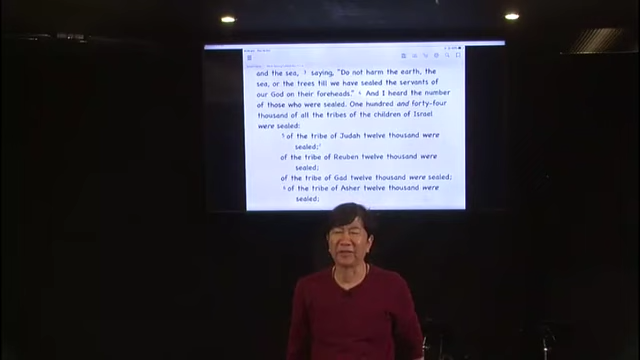 and the sea, 3 saying, "Do not harm the earth, the
sea, or the trees till we have sealed the servants of
our God on their foreheads." 4 And I heard the number
of those who were sealed. One hundred and forty-four
thousand of all the tribes of the children of Israel
were sealed:
5 of the tribe of Judah twelve thousand were
sealed;
of the tribe of Reuben twelve thousand were
sealed;
of the tribe of Gad twelve thousand were sealed;
6 of the tribe of Asher twelve thousand were
sealed;